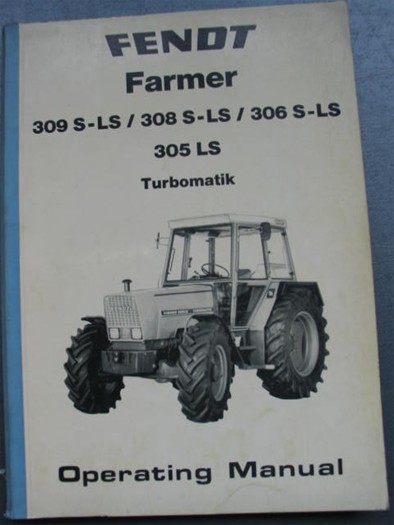 FENDT
Farmer
309 S-LS / 308 S-LS / 306 S-LS
305 LS
Turbomatik
Operating Manual